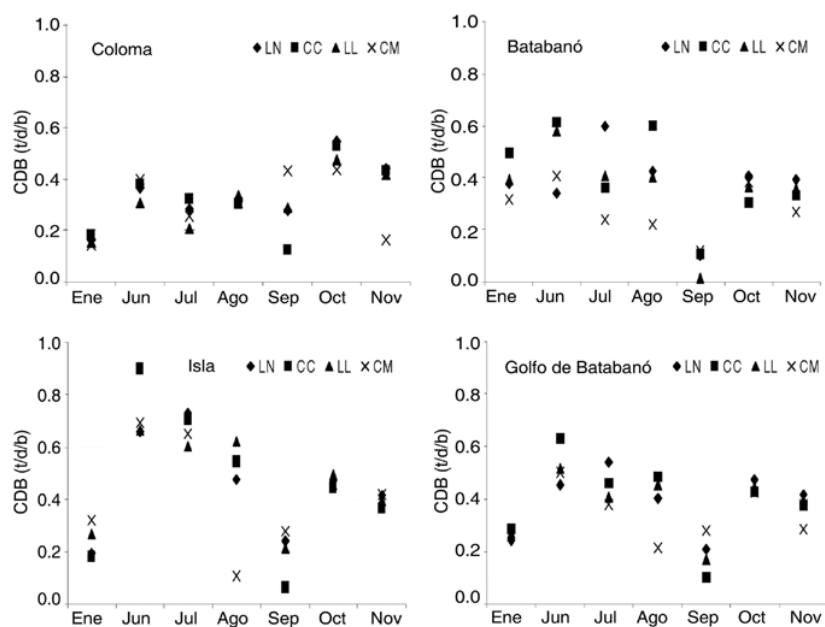 Coloma
◆ LN ■ CC ▲ LL × CM
CDB (t/d/b)
1.0
0.8
0.6
0.4
0.2
0.0
Ene Jun Jul Ago Sep Oct Nov
Batabanó
◆ LN ■ CC ▲ LL × CM
CDB (t/d/b)
1.0
0.8
0.6
0.4
0.2
0.0
Ene Jun Jul Ago Sep Oct Nov
Isla
◆ LN ■ CC ▲ LL × CM
CDB (t/d/b)
1.0
0.8
0.6
0.4
0.2
0.0
Ene Jun Jul Ago Sep Oct Nov
Golfo de Batabanó
◆ LN ■ CC ▲ LL × CM
CDB (t/d/b)
1.0
0.8
0.6
0.4
0.2
0.0
Ene Jun Jul Ago Sep Oct Nov